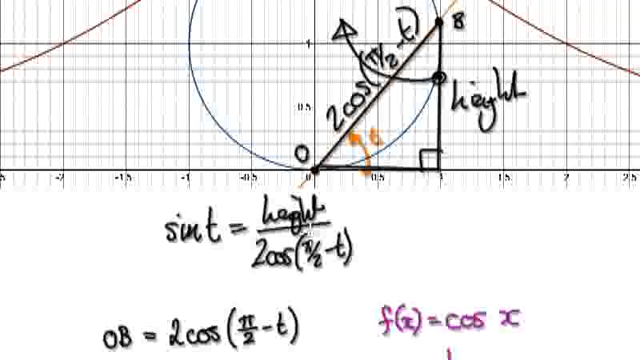 1
B
2cos(π/2 - t)
height
0.5
t
O
-2 -1.5 -1 -0.5 0 0.5 1 1.5 2 2.5
sin t = height / 2cos(π/2 - t)
OB = 2cos(π/2 - t)
f(x) = cos x